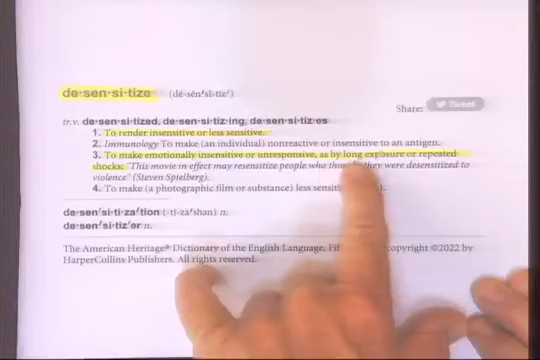 de·sen·si·tize (dē-sĕn′sĭ-tīz′)
Share: Tweet
tr.v. de·sen·si·tized, de·sen·si·tiz·ing, de·sen·si·tiz·es
1. To render insensitive or less sensitive.
2. Immunology To make (an individual) nonreactive or insensitive to an antigen.
3. To make emotionally insensitive or unresponsive, as by long exposure or repeated
shocks: "This movie in effect may resensitize people who they were desensitized to
violence" (Steven Spielberg).
4. To make (a photographic film or substance) less
de·sen′si·ti·za′tion (-tĭ-zā′shən) n.
de·sen′si·tiz′er n.
The American Heritage® Dictionary of the English Language, copyright ©2022 by
HarperCollins Publishers. All rights reserved.